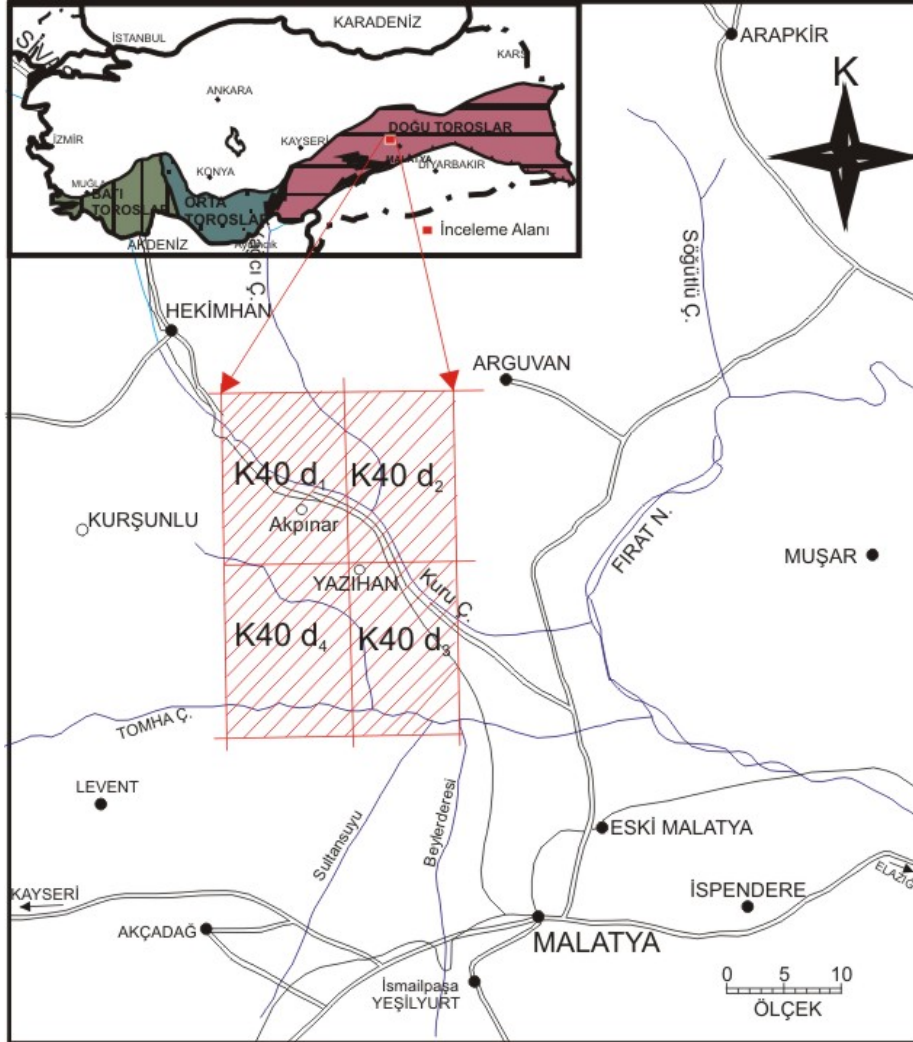 KARADENİZ
İSTANBUL
KARS
ANKARA
İZMİR
KAYSERİ
DOĞU TOROSLAR
MALATYA
DİYARBAKIR
KONYA
MUĞLA
BATI
TOROSLAR
ORTA
TOROSLAR
AKDENİZ
İnceleme Alanı
ARAPKİR
K
HEKİMHAN
Söğütlü Ç.
ARGUVAN
K40 d1
K40 d2
KURŞUNLU
Akpınar
FIRAT N.
MUŞAR
YAZIHAN
Kuru Ç.
K40 d4
K40 d3
TOMHA Ç.
LEVENT
Sultansuyu
Beylerderesi
ESKİ MALATYA
KAYSERİ
ELAZIĞ
İSPENDERE
AKÇADAĞ
MALATYA
İsmailpaşa
YEŞİLYURT
0 5 10
ÖLÇEK